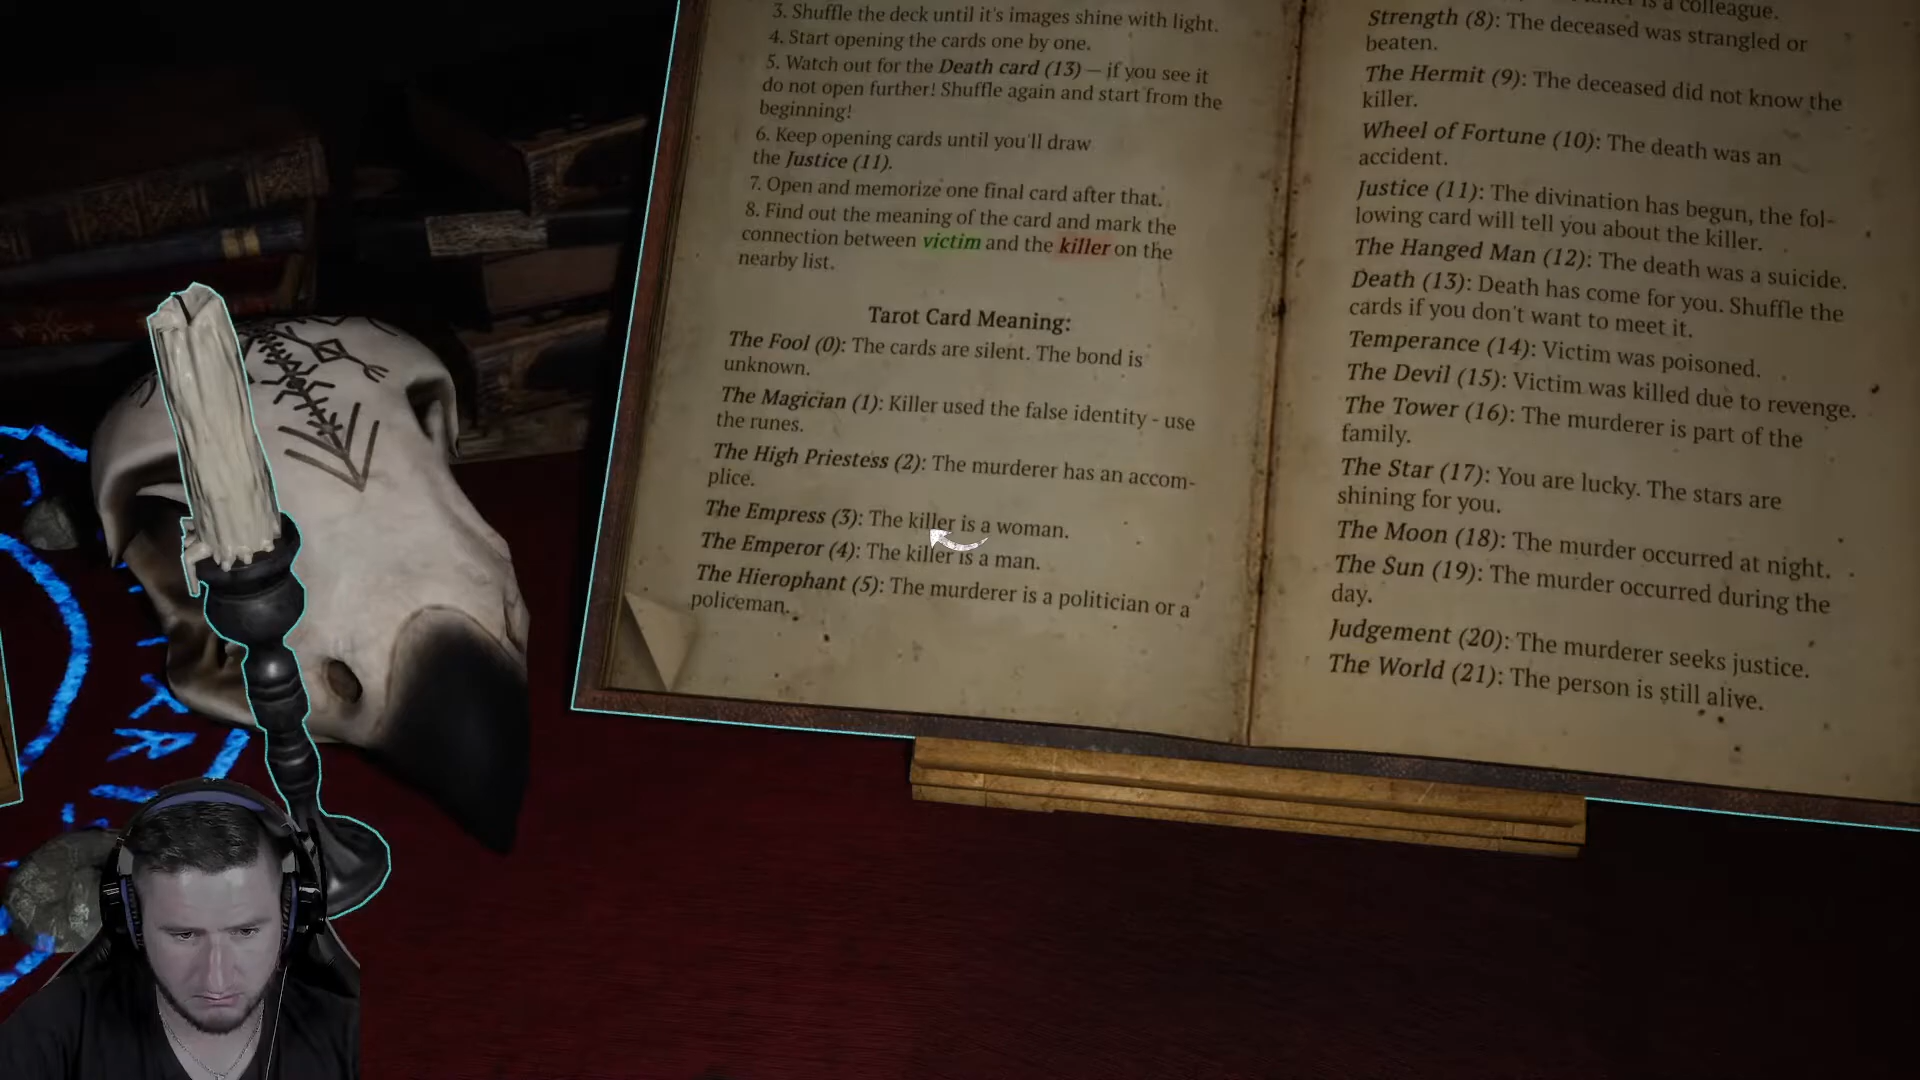 3. Shuffle the deck until it's images shine with light.
4. Start opening the cards one by one.
5. Watch out for the Death card (13) — if you see it
do not open further! Shuffle again and start from the
beginning!
6. Keep opening cards until you'll draw
the Justice (11).
7. Open and memorize one final card after that.
8. Find out the meaning of the card and mark the
connection between victim and the killer on the
nearby list.
Tarot Card Meaning:
The Fool (0): The cards are silent. The bond is
unknown.
The Magician (1): Killer used the false identity - use
the runes.
The High Priestess (2): The murderer has an accom-
plice.
The Empress (3): The killer is a woman.
The Emperor (4): The killer is a man.
The Hierophant (5): The murderer is a politician or a
policeman.
is a colleague.
Strength (8): The deceased was strangled or
beaten.
The Hermit (9): The deceased did not know the
killer.
Wheel of Fortune (10): The death was an
accident.
Justice (11): The divination has begun, the fol-
lowing card will tell you about the killer.
The Hanged Man (12): The death was a suicide.
Death (13): Death has come for you. Shuffle the
cards if you don't want to meet it.
Temperance (14): Victim was poisoned.
The Devil (15): Victim was killed due to revenge.
The Tower (16): The murderer is part of the
family.
The Star (17): You are lucky. The stars are
shining for you.
The Moon (18): The murder occurred at night.
The Sun (19): The murder occurred during the
day.
Judgement (20): The murderer seeks justice.
The World (21): The person is still alive.